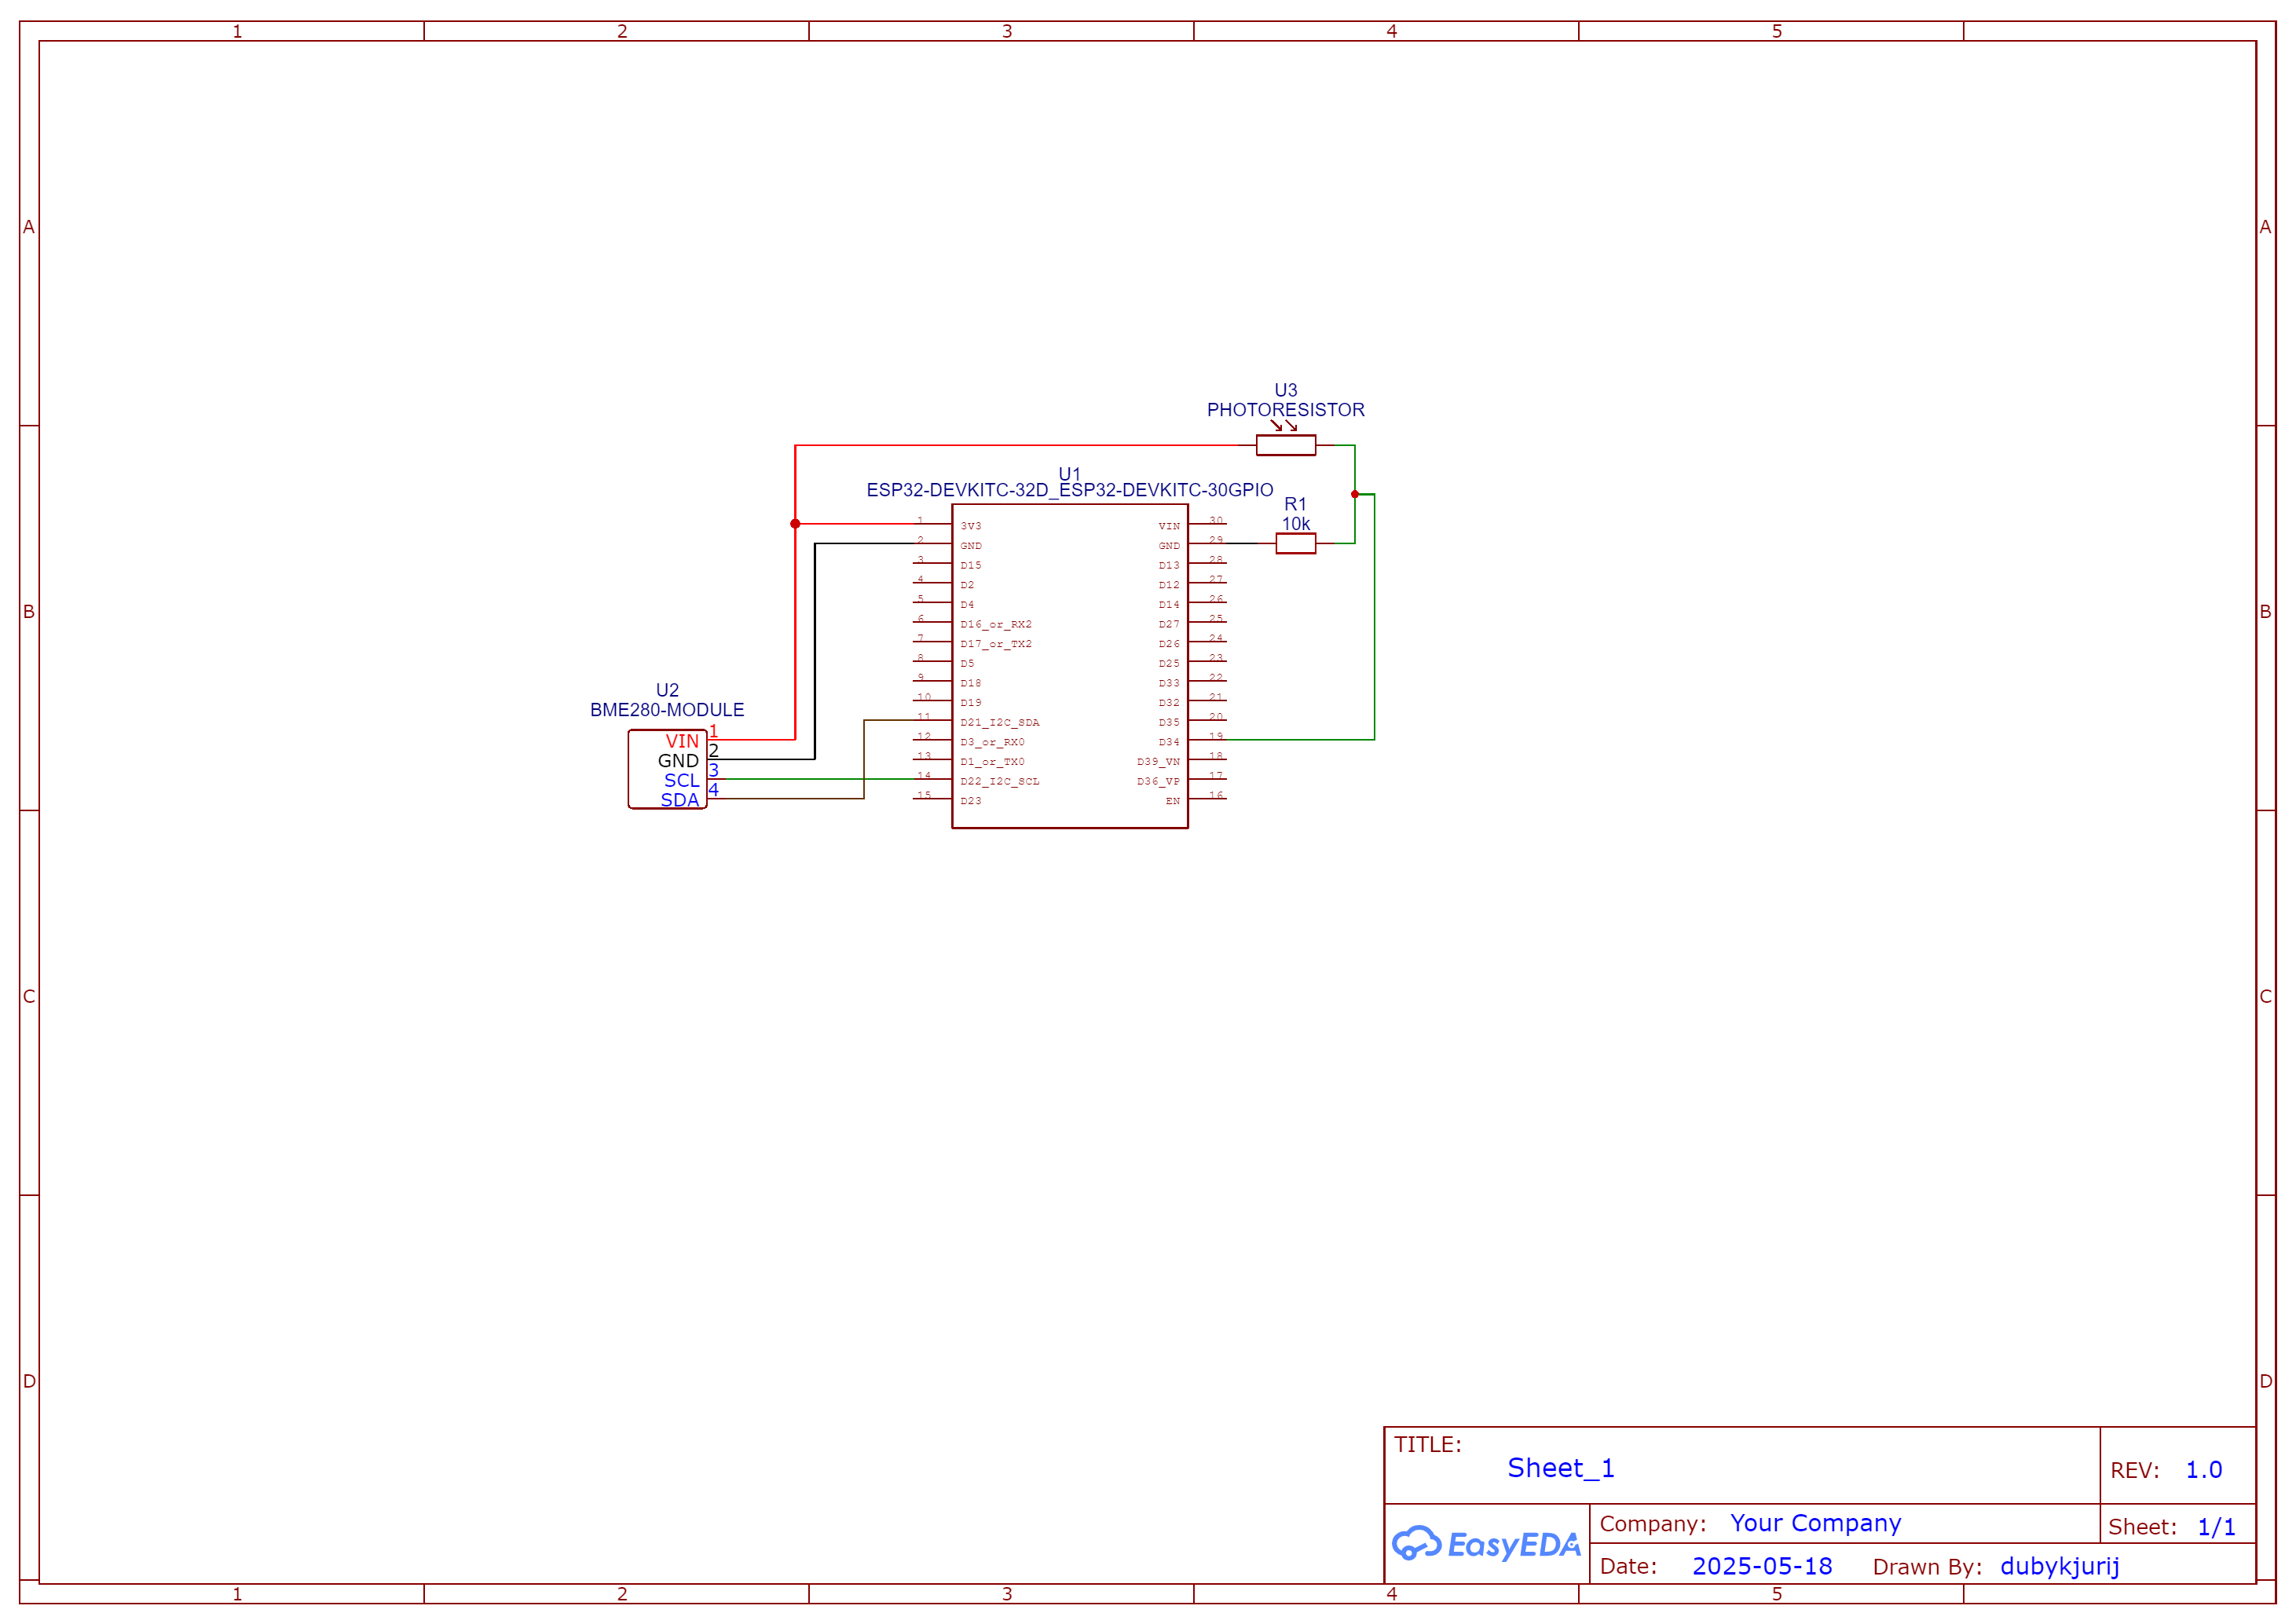 1 2 3 4 5
A A
U3
PHOTORESISTOR
U1
ESP32-DEVKITC-32D_ESP32-DEVKITC-30GPIO
R1
10k
1 3V3 VIN 30
2 GND GND 29
3 D15 D13 28
4 D2 D12 27
5 D4 D14 26
B B
6 D16_or_RX2 D27 25
7 D17_or_TX2 D26 24
8 D5 D25 23
9 D18 D33 22
10 D19 D32 21
11 D21_I2C_SDA D35 20
12 D3_or_RX0 D34 19
13 D1_or_TX0 D39_VN 18
14 D22_I2C_SCL D36_VP 17
15 D23 EN 16
U2
BME280-MODULE
VIN 1
GND 2
SCL 3
SDA 4
C C
D D
TITLE:
Sheet_1
REV: 1.0
EasyEDA
Company: Your Company
Sheet: 1/1
Date: 2025-05-18 Drawn By: dubykjurij
1 2 3 4 5